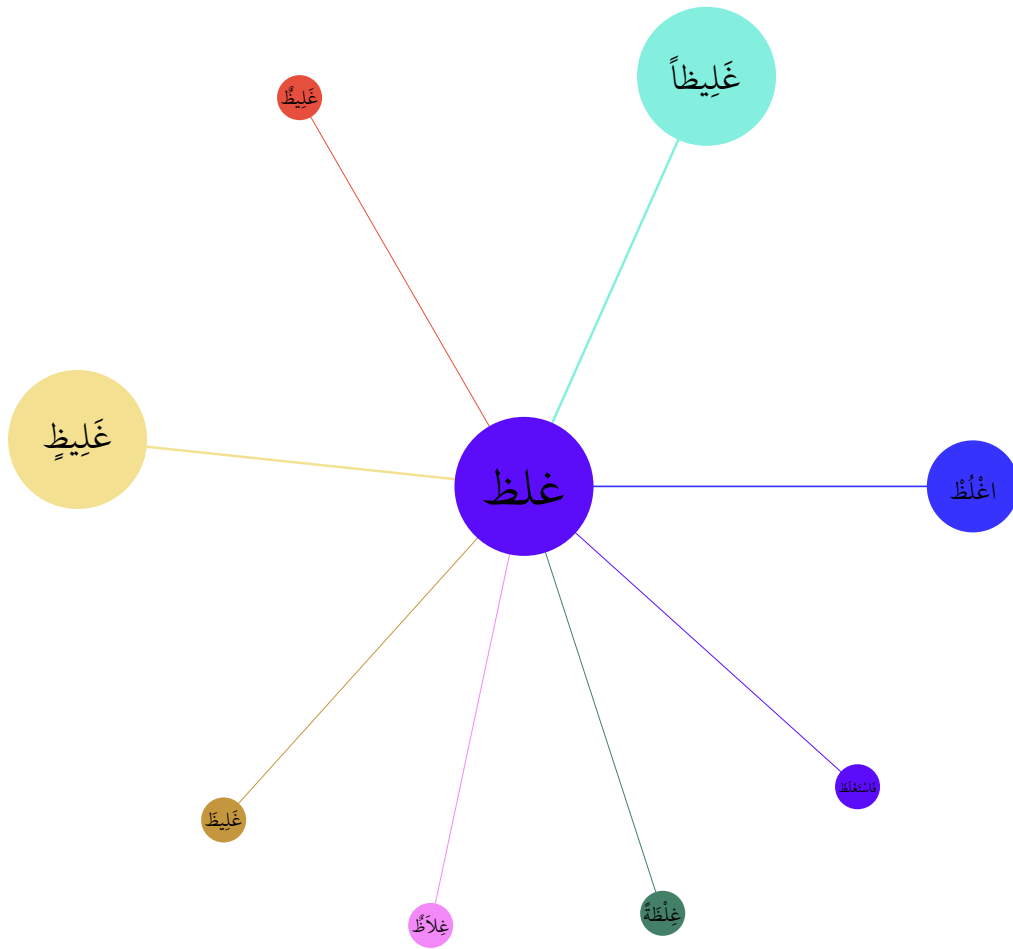 غَلِيظاً
غَلِيظٌ
غَلِيظٍ
غلظ
اغْلُظْ
فَاسْتَغْلَظَ
غَلِيظَ
غِلْظَةً
غِلاَظٌ